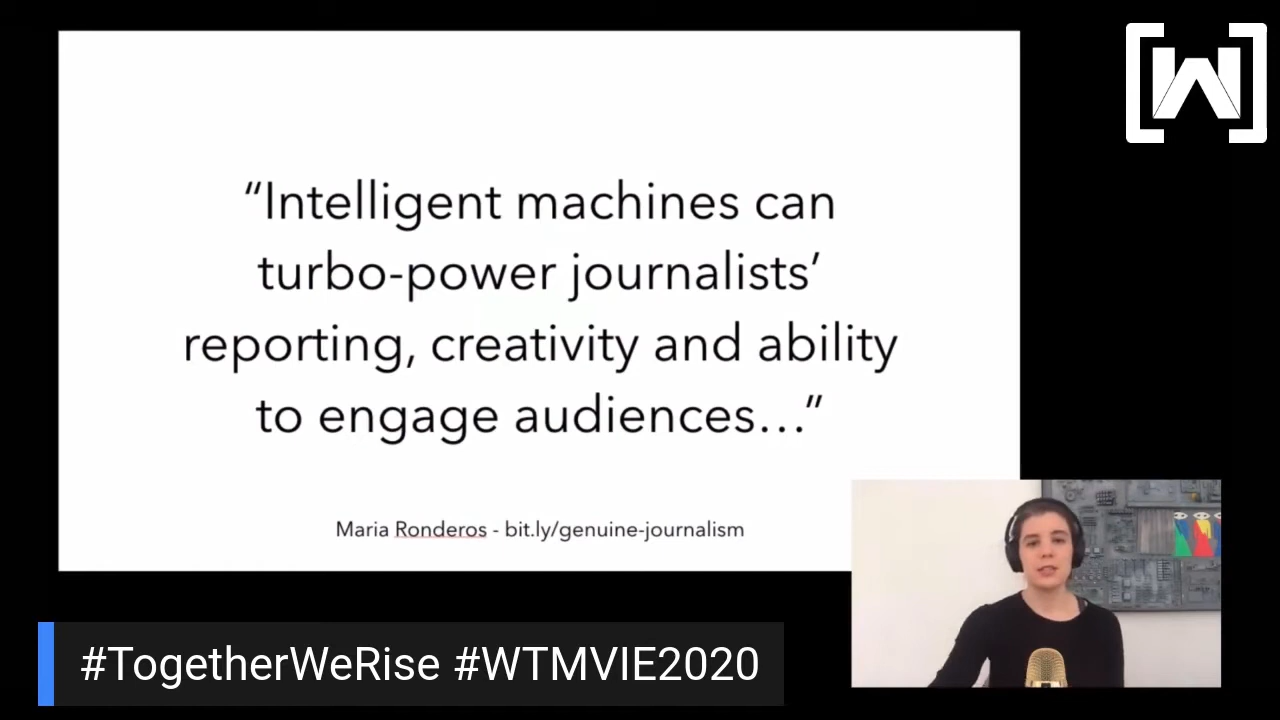 “Intelligent machines can
turbo-power journalists’
reporting, creativity and ability
to engage audiences…”
Maria Ronderos - bit.ly/genuine-journalism
#TogetherWeRise #WTMVIE2020
[W]